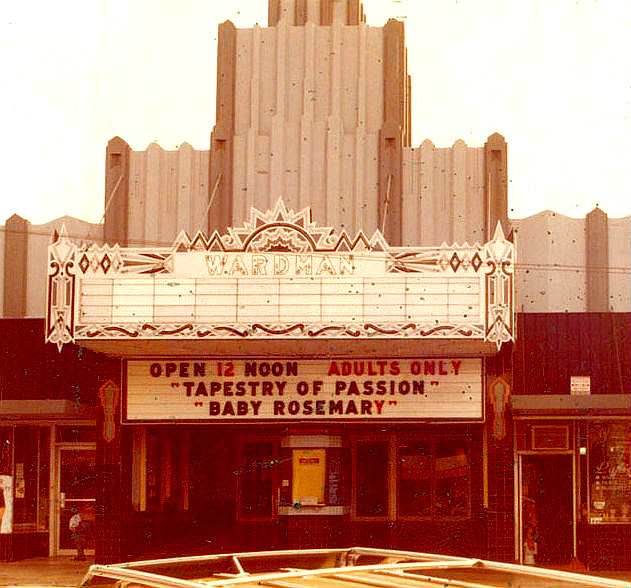 WARDMAN
OPEN 12 NOON ADULTS ONLY
"TAPESTRY OF PASSION"
"BABY ROSEMARY"